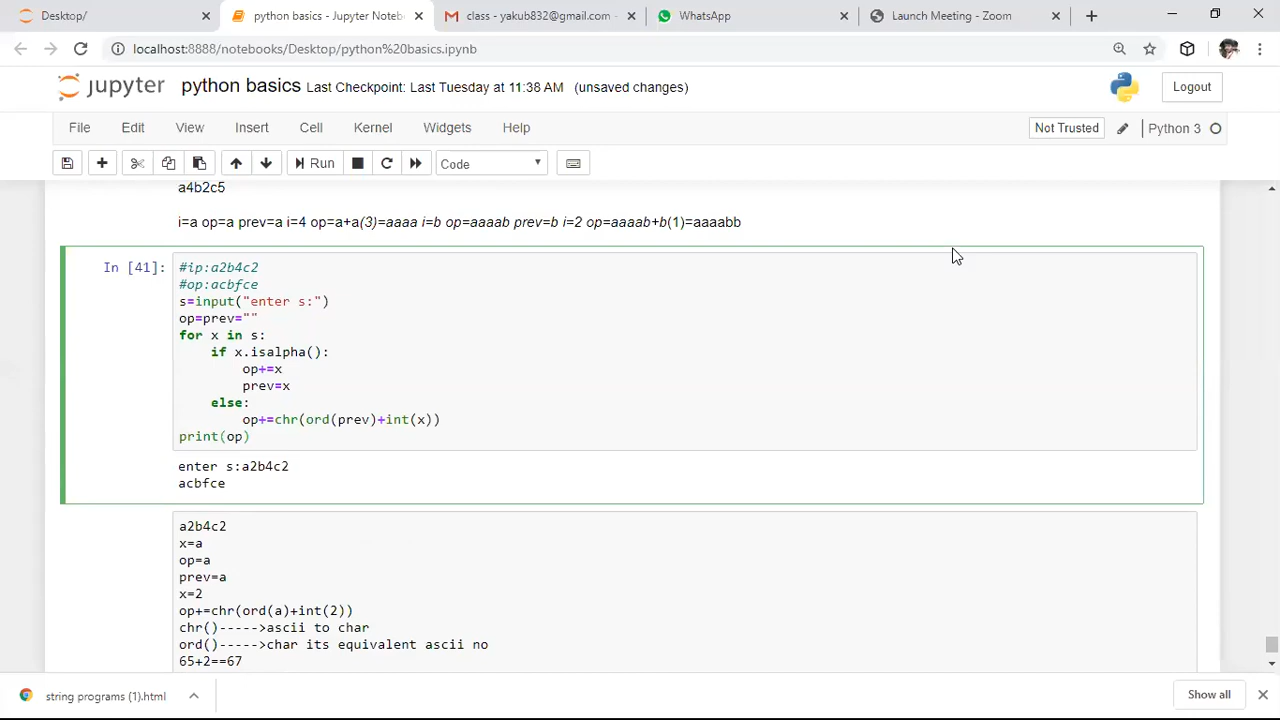 Desktop/
python basics - Jupyter Noteb
class - yakub832@gmail.com -
WhatsApp
Launch Meeting - Zoom
localhost:8888/notebooks/Desktop/python%20basics.ipynb
jupyter python basics Last Checkpoint: Last Tuesday at 11:38 AM (unsaved changes)
Logout
File Edit View Insert Cell Kernel Widgets Help
Not Trusted
Python 3
Run
Code
a4b2c5
i=a op=a prev=a i=4 op=a+a(3)=aaaa i=b op=aaaab prev=b i=2 op=aaaab+b(1)=aaaabb
In [41]:
#ip:a2b4c2
#op:acbfce
s=input("enter s:")
op=prev=""
for x in s:
    if x.isalpha():
        op+=x
        prev=x
    else:
        op+=chr(ord(prev)+int(x))
print(op)
enter s:a2b4c2
acbfce
a2b4c2
x=a
op=a
prev=a
x=2
op+=chr(ord(a)+int(2))
chr()----->ascii to char
ord()----->char its equivalent ascii no
65+2==67
string programs (1).html
Show all